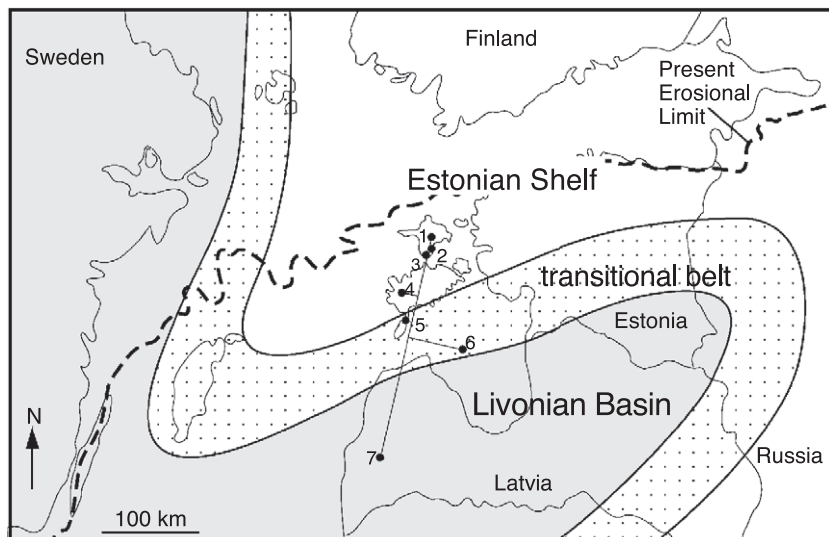 Sweden
Finland
Present
Erosional
Limit
Estonian Shelf
1
2
3
4
transitional belt
5
Estonia
6
Livonian Basin
N
7
Russia
Latvia
100 km